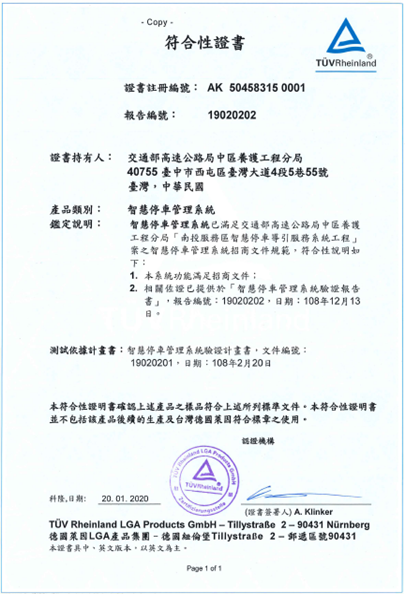 - Copy -
符合性證書
TÜVRheinland
證書註冊編號： AK 50458315 0001
報告編號： 19020202
證書持有人： 交通部高速公路局中區養護工程分局
40755 臺中市西屯區臺灣大道4段5巷55號
臺灣，中華民國
產品類別： 智慧停車管理系統
鑑定說明： 智慧停車管理系統已滿足交通部高速公路局中區養護
工程分局「南投服務區智慧停車導引服務系統工程」
案之智慧停車管理系統招商文件規範，符合性說明如
下：
1. 本系統功能滿足招商文件；
2. 相關佐證已提供於「智慧停車管理系統驗證報告
書」，報告編號：19020202，日期：108年12月13
日。
測試依據計畫書：智慧停車管理系統驗證計畫書，文件編號：
19020201，日期：108年2月20日
本符合性證明書確認上述產品之樣品符合上述所列標準文件。本符合性證明書
並不包括該產品後續的生產及台灣德國萊因符合標章之使用。
認證機構
TÜV Rheinland LGA Products GmbH
TÜVRheinland
Zertifizierungsstelle
科隆,日期: 20. 01. 2020
(證書簽署人) A. Klinker
TÜV Rheinland LGA Products GmbH – Tillystraße 2 – 90431 Nürnberg
德國萊因LGA產品集團 – 德國紐倫堡Tillystraße 2 – 郵遞區號90431
本證書具中、英文版本，以英文為主。
Page 1 of 1